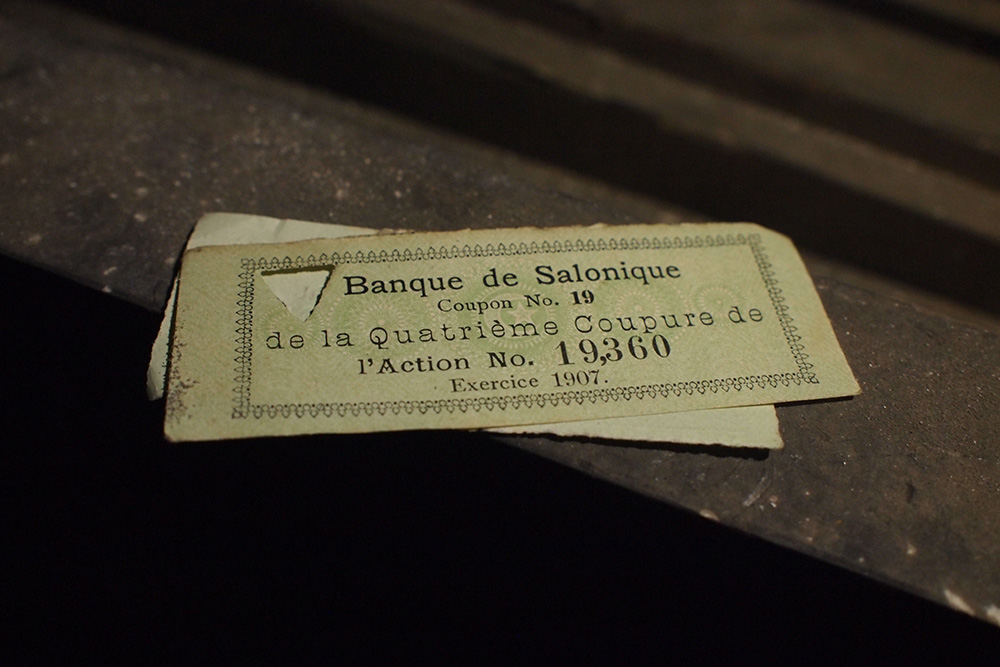 Banque de Salonique
Coupon No. 19
de la Quatrième Coupure de
l'Action No. 19,360
Exercice 1907.